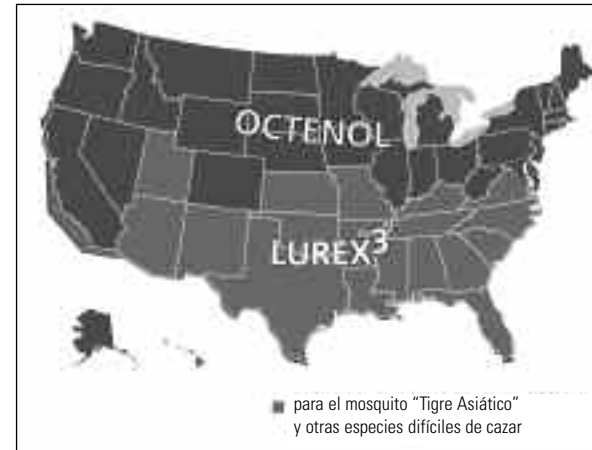 OCTENOL
LUREX³
para el mosquito “Tigre Asiático”
y otras especies difíciles de cazar